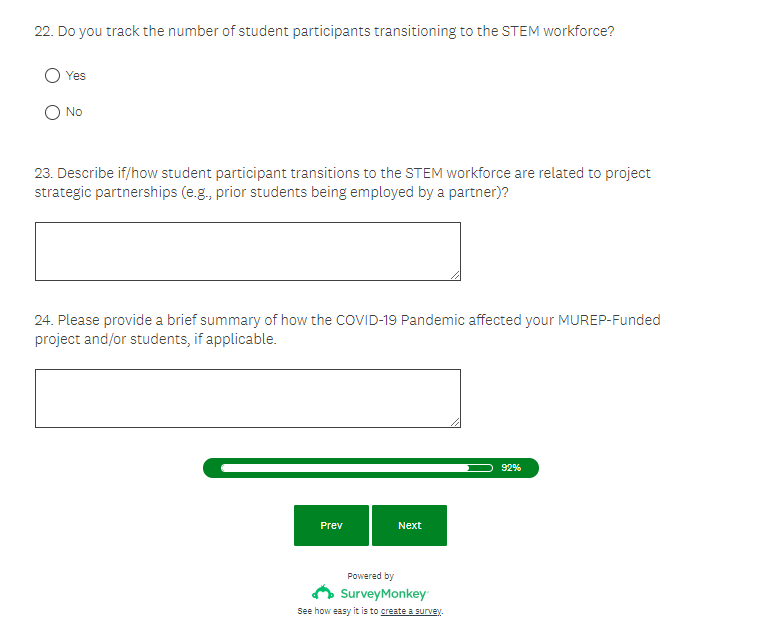 22. Do you track the number of student participants transitioning to the STEM workforce?
Yes
No
23. Describe if/how student participant transitions to the STEM workforce are related to project
strategic partnerships (e.g., prior students being employed by a partner)?
24. Please provide a brief summary of how the COVID-19 Pandemic affected your MUREP-Funded
project and/or students, if applicable.
92%
Prev
Next
Powered by
SurveyMonkey
See how easy it is to create a survey.